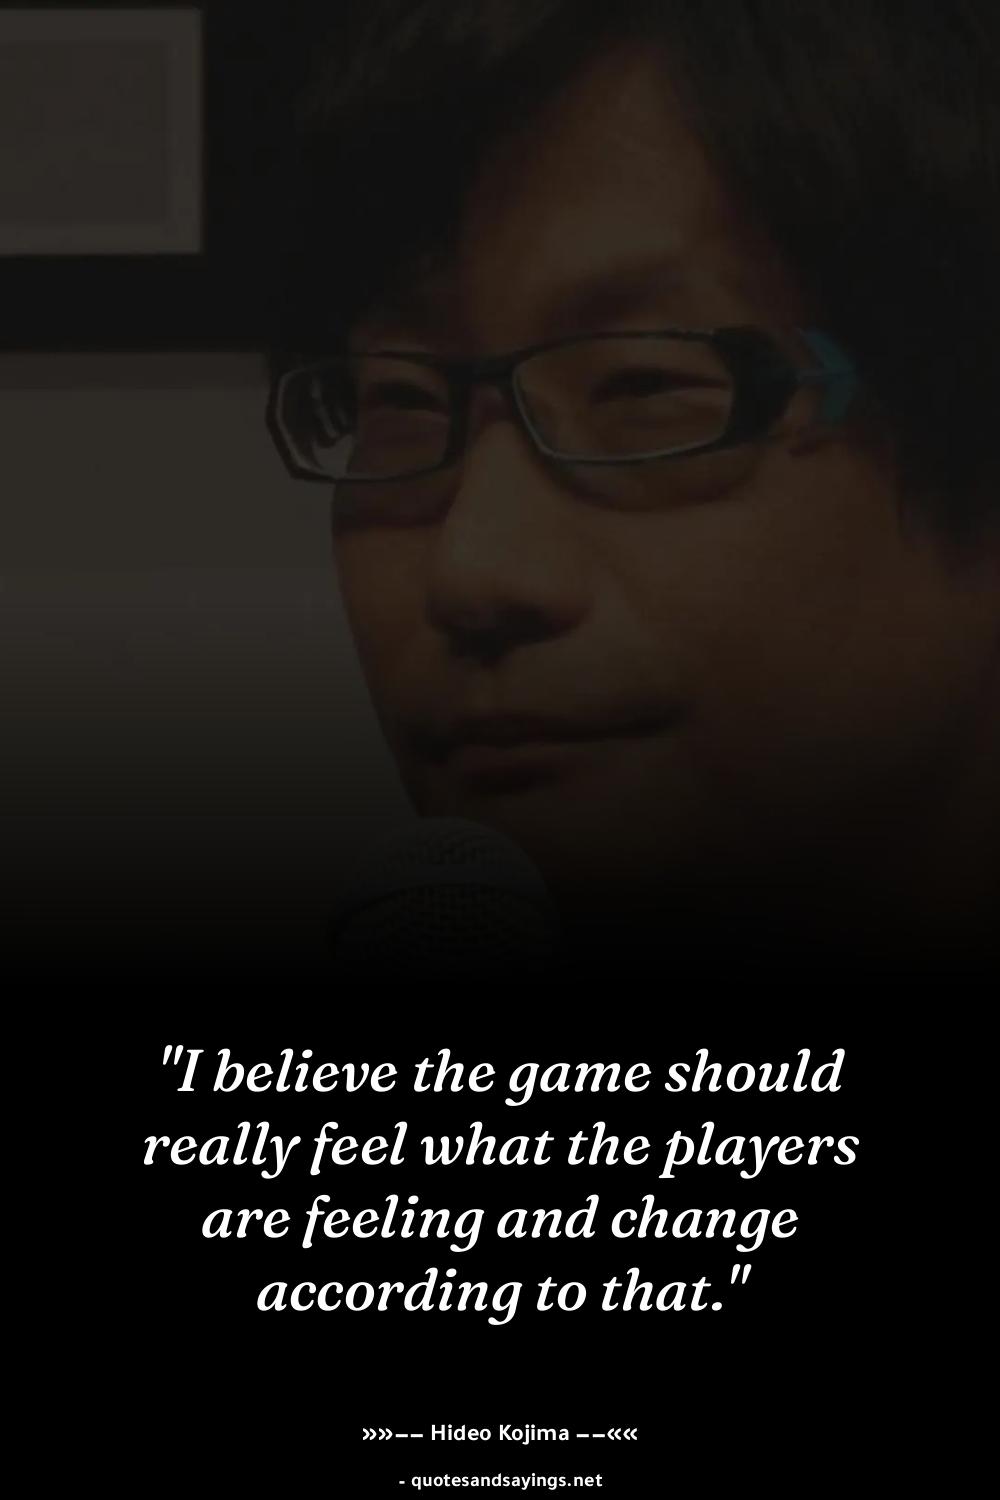 "I believe the game should
really feel what the players
are feeling and change
according to that."
»»−− Hideo Kojima −−««
- quotesandsayings.net